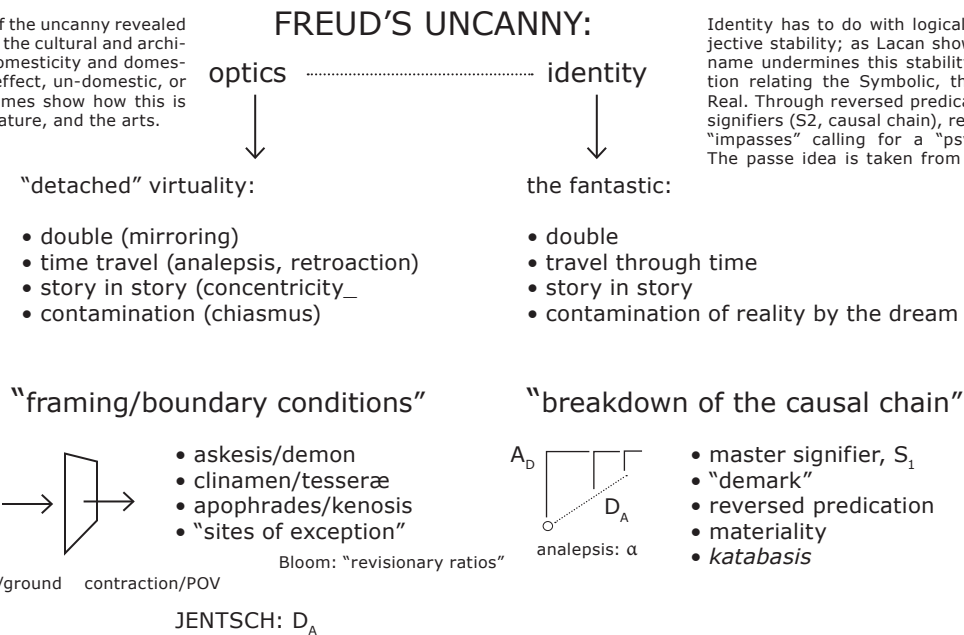 FREUD'S UNCANNY:
f the uncanny revealed
the cultural and archi-
omesticity and domes-
effect, un-domestic, or
mes show how this is
ature, and the arts.
optics
identity
Identity has to do with logical
jective stability; as Lacan show
name undermines this stability
tion relating the Symbolic, th
Real. Through reversed predica
signifiers (S2, causal chain), re
“impasses” calling for a “psy
The passe idea is taken from
“detached” virtuality:
• double (mirroring)
• time travel (analepsis, retroaction)
• story in story (concentricity_
• contamination (chiasmus)
the fantastic:
• double
• travel through time
• story in story
• contamination of reality by the dream
“framing/boundary conditions”
• askesis/demon
• clinamen/tesseræ
• apophrades/kenosis
• “sites of exception”
Bloom: “revisionary ratios”
/ground contraction/POV
JENTSCH: D_A
“breakdown of the causal chain”
A_D
D_A
analepsis: α
• master signifier, S₁
• “demark”
• reversed predication
• materiality
• katabasis